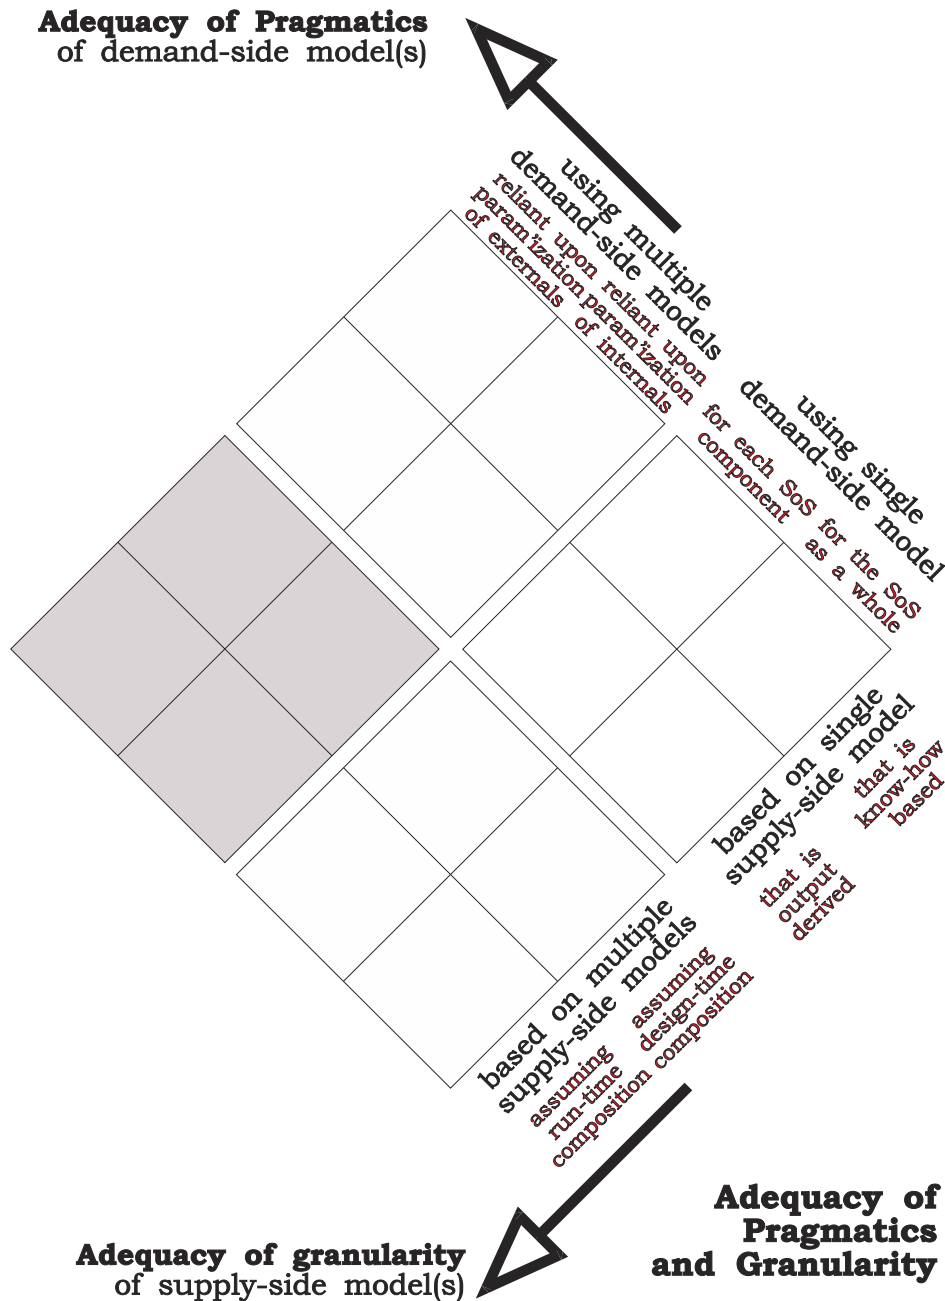 Adequacy of Pragmatics
of demand-side model(s)
using multiple
demand-side models
reliant upon
param'ïzation
of externals
reliant upon
param'ïzation
of internals
using single
demand-side model
for each SoS
component
for the SoS
as a whole
based on single
supply-side model
that is
know-how
based
that is
output
derived
based on multiple
supply-side models
assuming
design-time
composition
assuming
run-time
composition
Adequacy of
Pragmatics
and Granularity
Adequacy of granularity
of supply-side model(s)